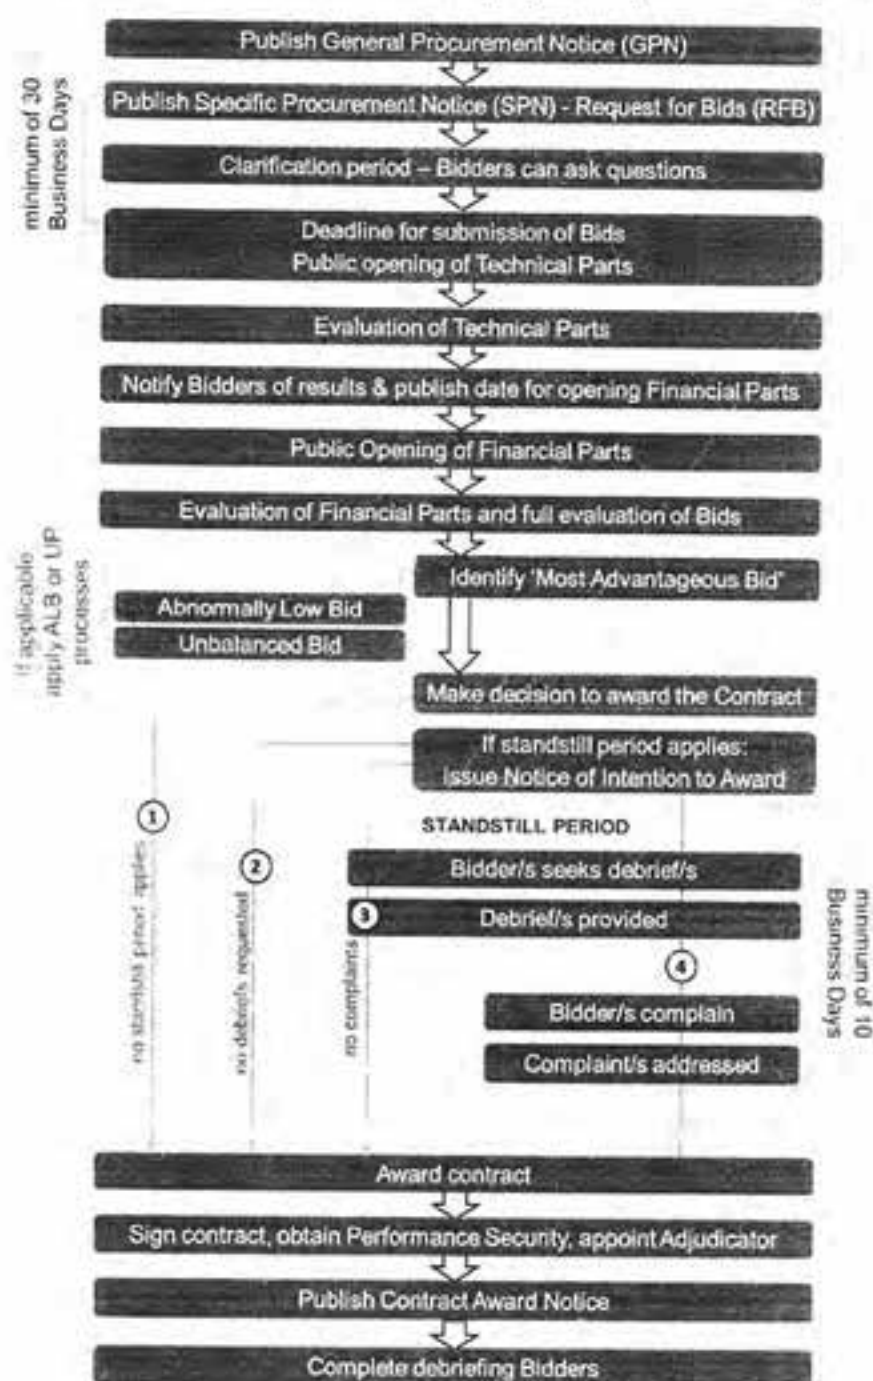 Publish General Procurement Notice (GPN)
minimum of 30
Business Days
Publish Specific Procurement Notice (SPN) - Request for Bids (RFB)
Clarification period – Bidders can ask questions
Deadline for submission of Bids
Public opening of Technical Parts
Evaluation of Technical Parts
Notify Bidders of results & publish date for opening Financial Parts
Public Opening of Financial Parts
Evaluation of Financial Parts and full evaluation of Bids
If applicable
apply ALB or UP
processes
Identify 'Most Advantageous Bid"
Abnormally Low Bid
Unbalanced Bid
Make decision to award the Contract
If standstill period applies:
Issue Notice of Intention to Award
1
no standstill period applies
2
no debriefs requested
STANDSTILL PERIOD
Bidder/s seeks debrief/s
3
Debrief/s provided
no complaints
4
Bidder/s complain
Complaint/s addressed
minimum of 10
Business Days
Award contract
Sign contract, obtain Performance Security, appoint Adjudicator
Publish Contract Award Notice
Complete debriefing Bidders